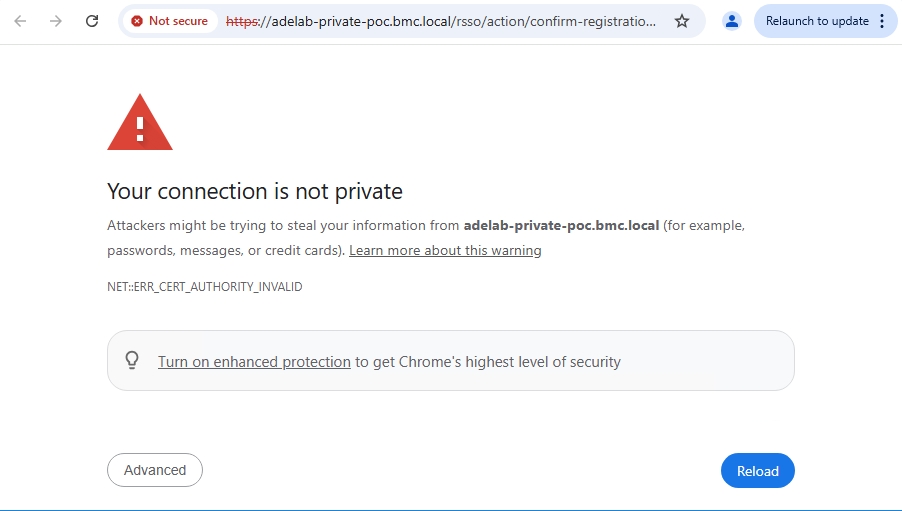 Not secure https://adelab-private-poc.bmc.local/rsso/action/confirm-registratio... Relaunch to update
Your connection is not private
Attackers might be trying to steal your information from adelab-private-poc.bmc.local (for example,
passwords, messages, or credit cards). Learn more about this warning
NET::ERR_CERT_AUTHORITY_INVALID
Turn on enhanced protection to get Chrome's highest level of security
Advanced Reload